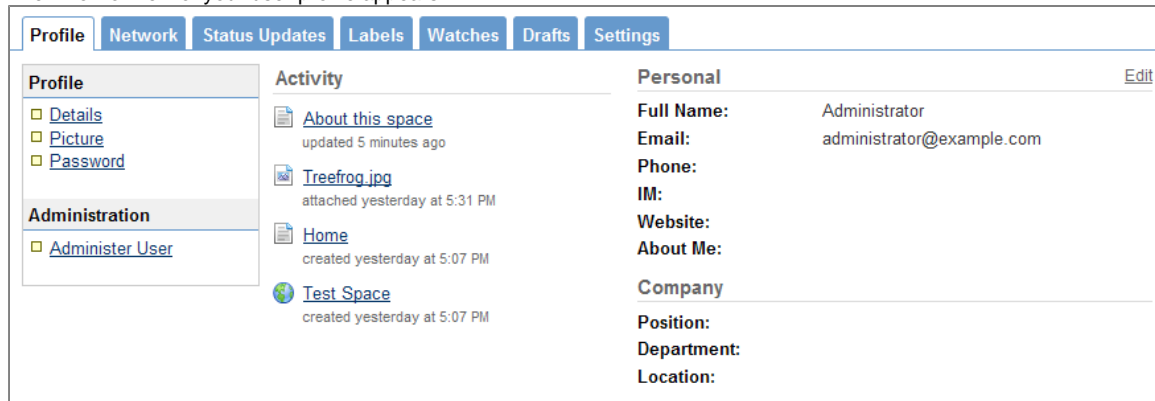 Profile Network Status Updates Labels Watches Drafts Settings
Profile
Details
Picture
Password
Administration
Administer User
Activity
About this space
updated 5 minutes ago
Treefrog.jpg
attached yesterday at 5:31 PM
Home
created yesterday at 5:07 PM
Test Space
created yesterday at 5:07 PM
Personal Edit
Full Name: Administrator
Email: administrator@example.com
Phone:
IM:
Website:
About Me:
Company
Position:
Department:
Location: